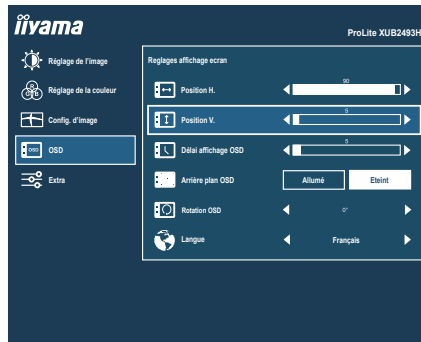 iiyama
ProLite XUB2493H
Réglage de l'image
Réglage de la couleur
Config. d'image
OSD OSD
Extra
Reglages affichage ecran
Position H. 90
Position V. 5
Délai affichage OSD 5
Arrière plan OSD Allumé Eteint
Rotation OSD 0°
Langue Français